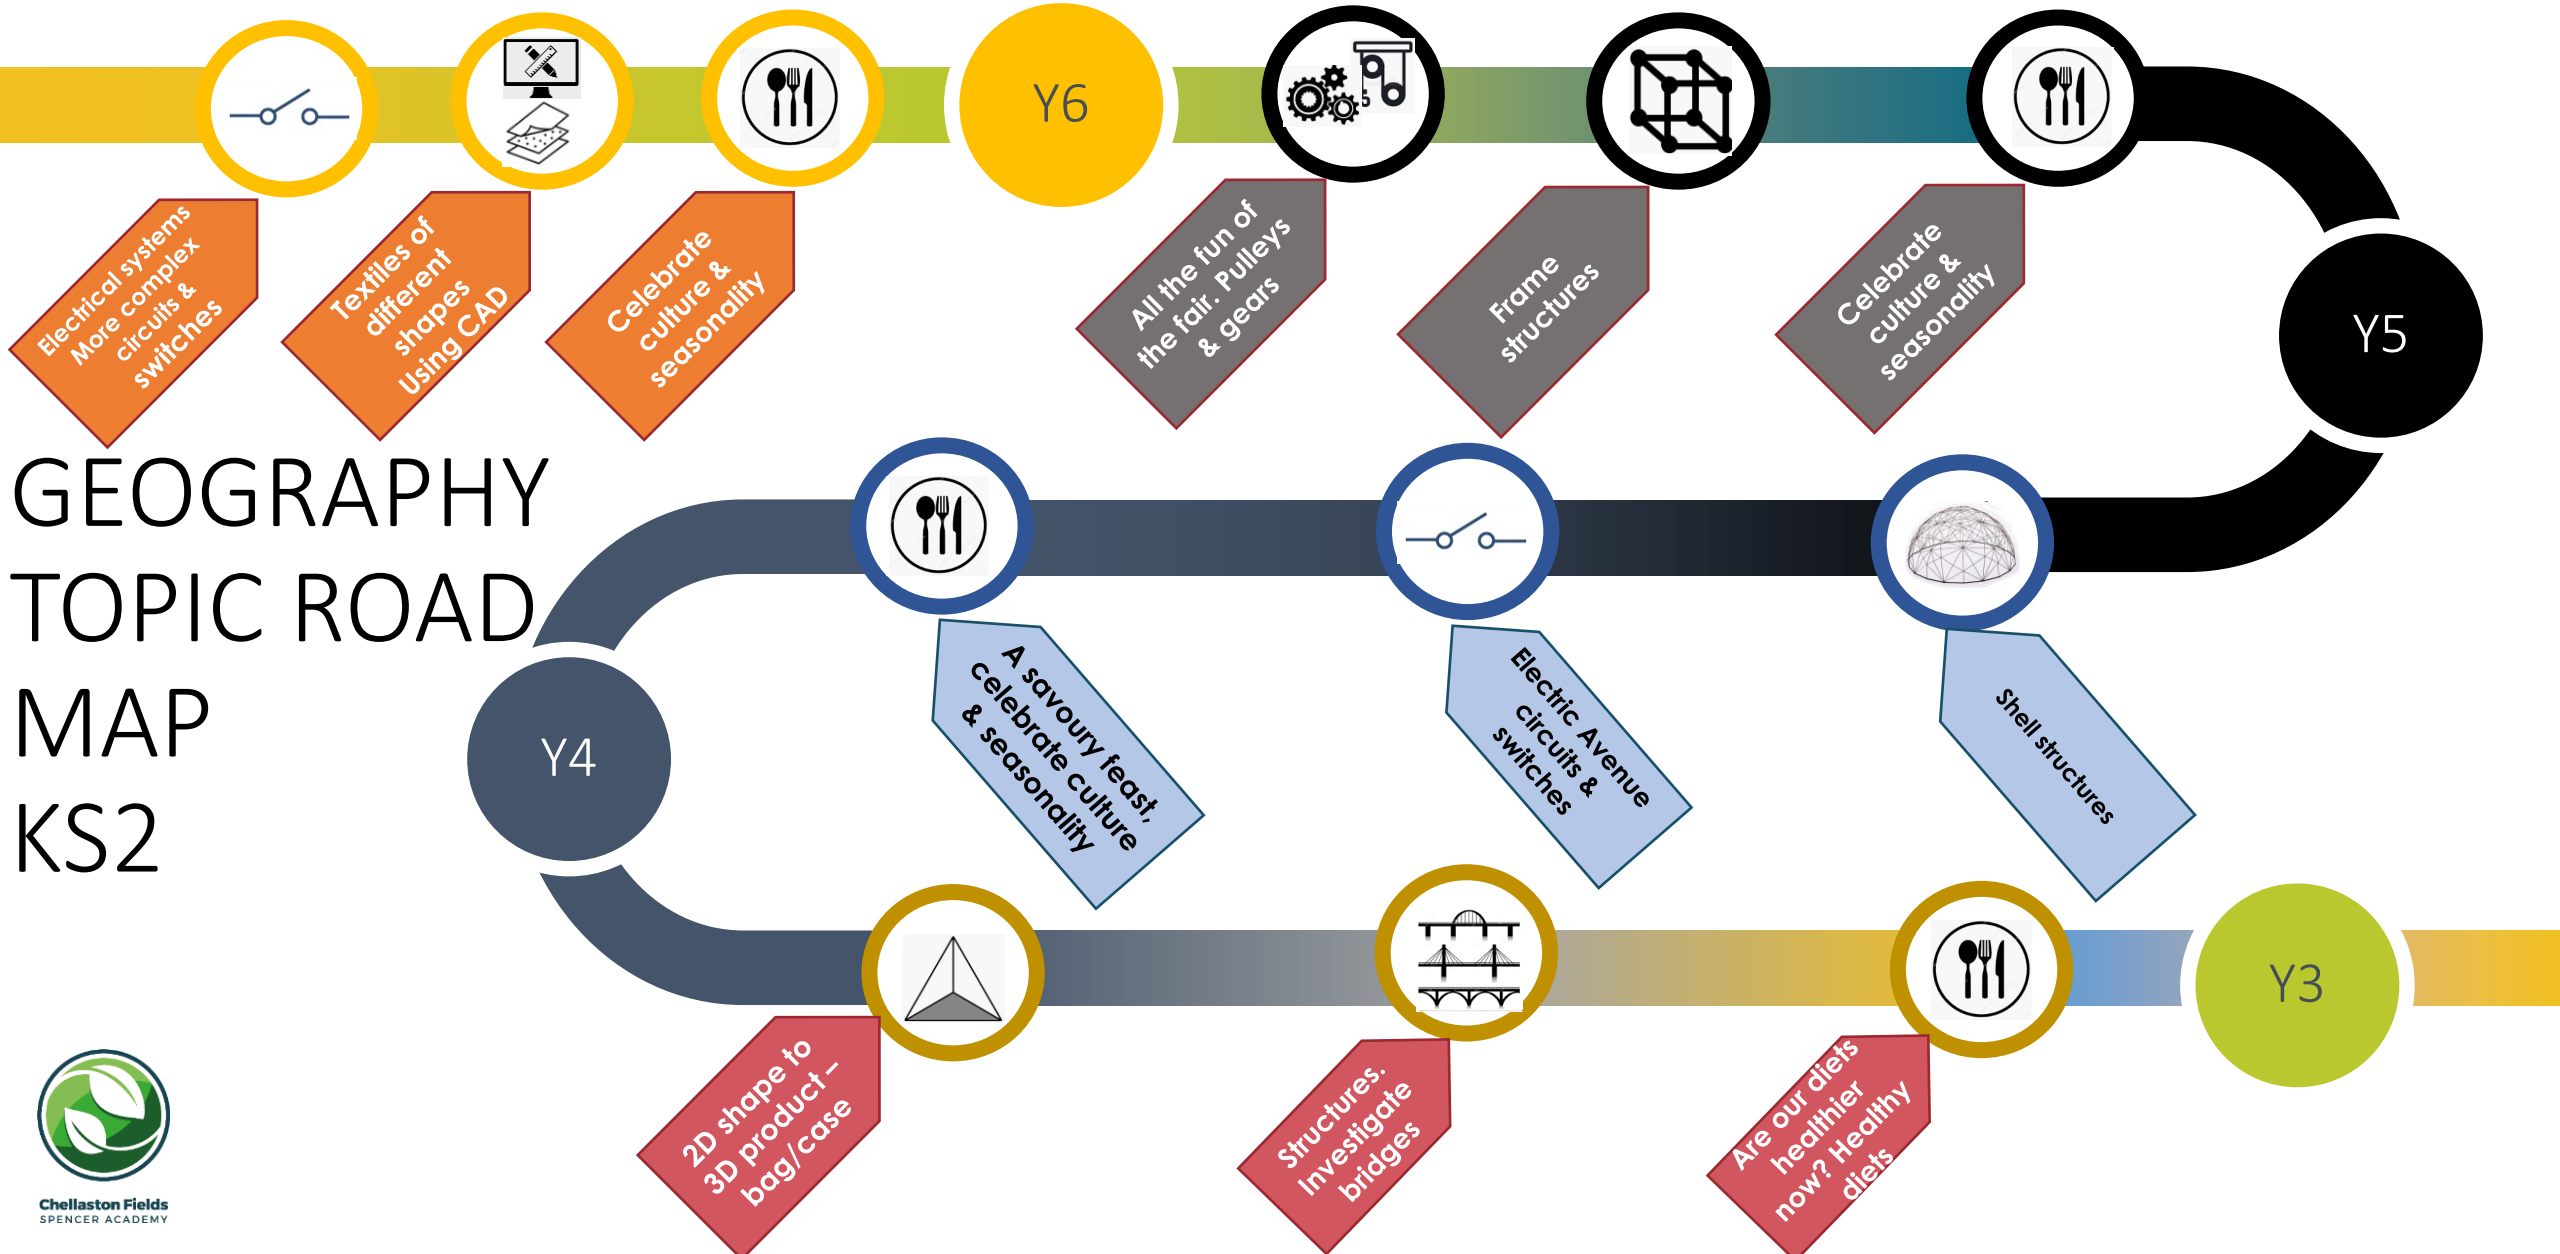 Y6
Y5
Electrical systems
More complex
circuits &
switches
Textiles of
different
shapes
Using CAD
Celebrate
culture &
seasonality
All the fun of
the fair. Pulleys
& gears
Frame
structures
Celebrate
culture &
seasonality
GEOGRAPHY
TOPIC ROAD
MAP
KS2
Y4
A savoury feast,
celebrate culture
& seasonality
Electric Avenue
circuits &
switches
Shell structures
Y3
2D shape to
3D product –
bag/case
Structures.
Investigate
bridges
Are our diets
healthier
now? Healthy
diets
Chellaston Fields
SPENCER ACADEMY